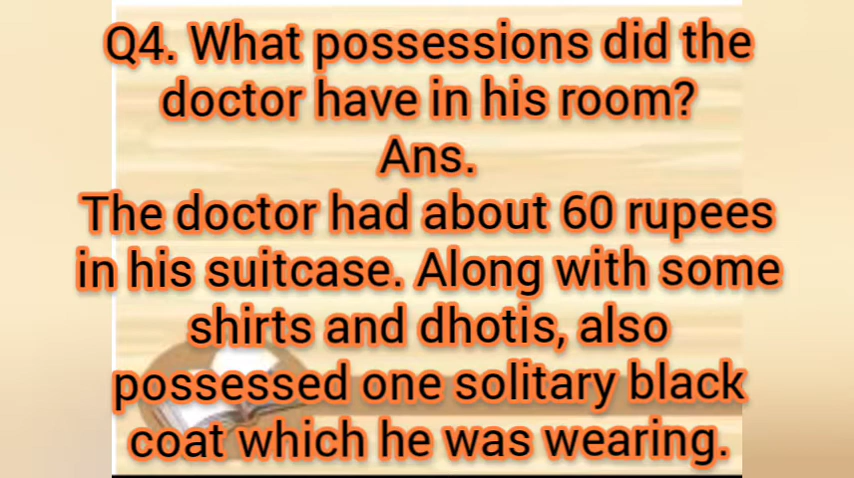 Q4. What possessions did the
doctor have in his room?
Ans.
The doctor had about 60 rupees
in his suitcase. Along with some
shirts and dhotis, also
possessed one solitary black
coat which he was wearing.